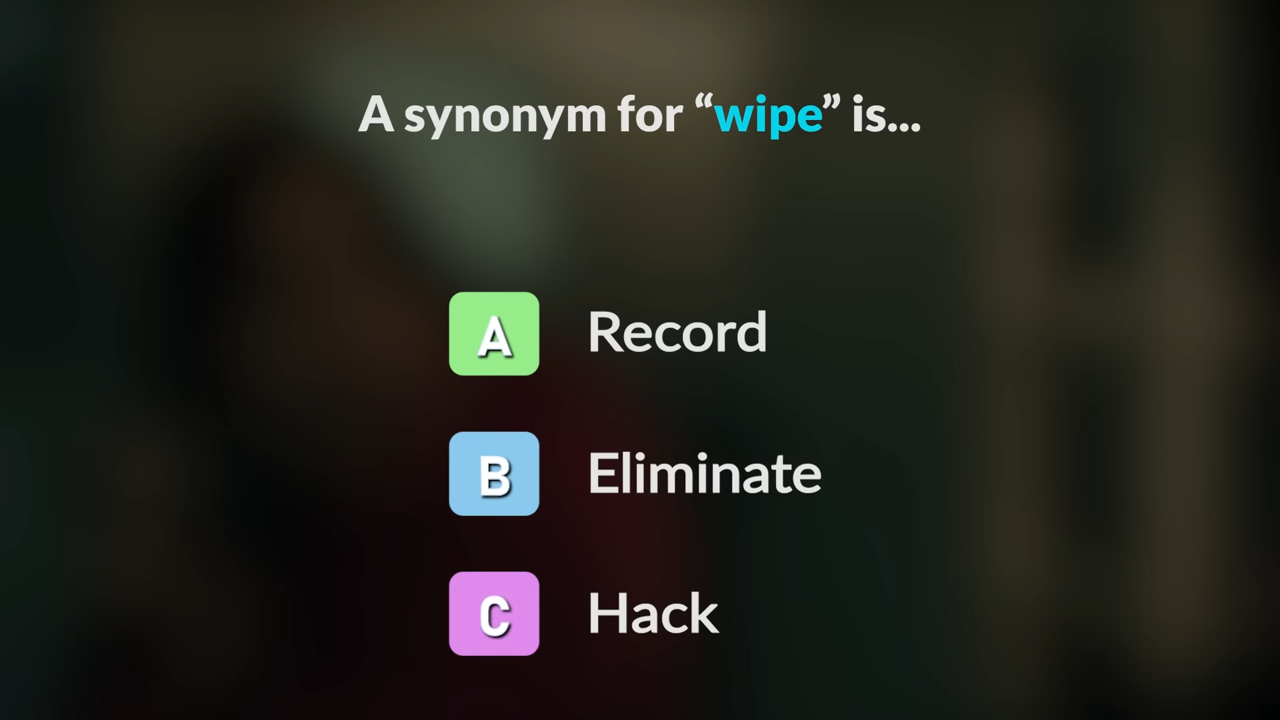 A synonym for “wipe” is...
A Record
B Eliminate
C Hack